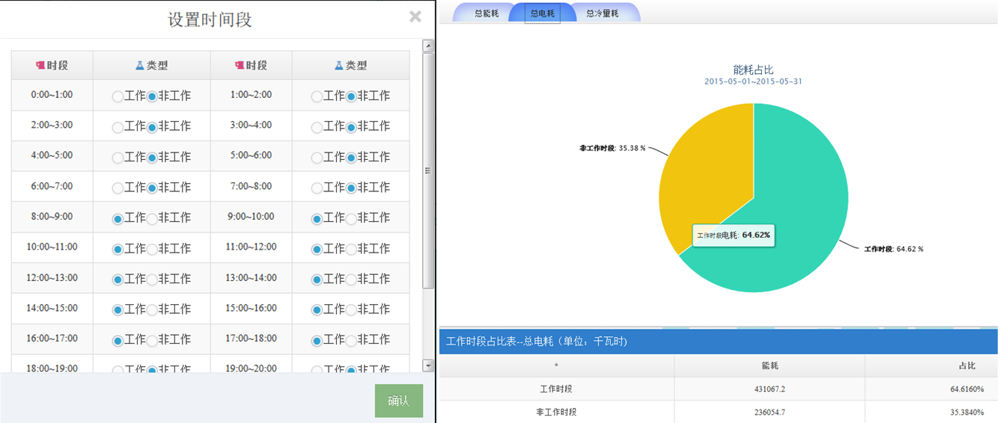 设置时间段
时段 类型 时段 类型
0:00~1:00 工作 非工作 1:00~2:00 工作 非工作
2:00~3:00 工作 非工作 3:00~4:00 工作 非工作
4:00~5:00 工作 非工作 5:00~6:00 工作 非工作
6:00~7:00 工作 非工作 7:00~8:00 工作 非工作
8:00~9:00 工作 非工作 9:00~10:00 工作 非工作
10:00~11:00 工作 非工作 11:00~12:00 工作 非工作
12:00~13:00 工作 非工作 13:00~14:00 工作 非工作
14:00~15:00 工作 非工作 15:00~16:00 工作 非工作
16:00~17:00 工作 非工作 17:00~18:00 工作 非工作
18:00~19:00 工作 非工作 19:00~20:00 工作 非工作
确认
总能耗 总电耗 总冷量耗
能耗占比
2015-05-01~2015-05-31
非工作时段: 35.38 %
工作时段电耗: 64.62%
工作时段: 64.62 %
工作时段占比表--总电耗（单位：千瓦时)
* 能耗 占比
工作时段 431067.2 64.6160%
非工作时段 236054.7 35.3840%